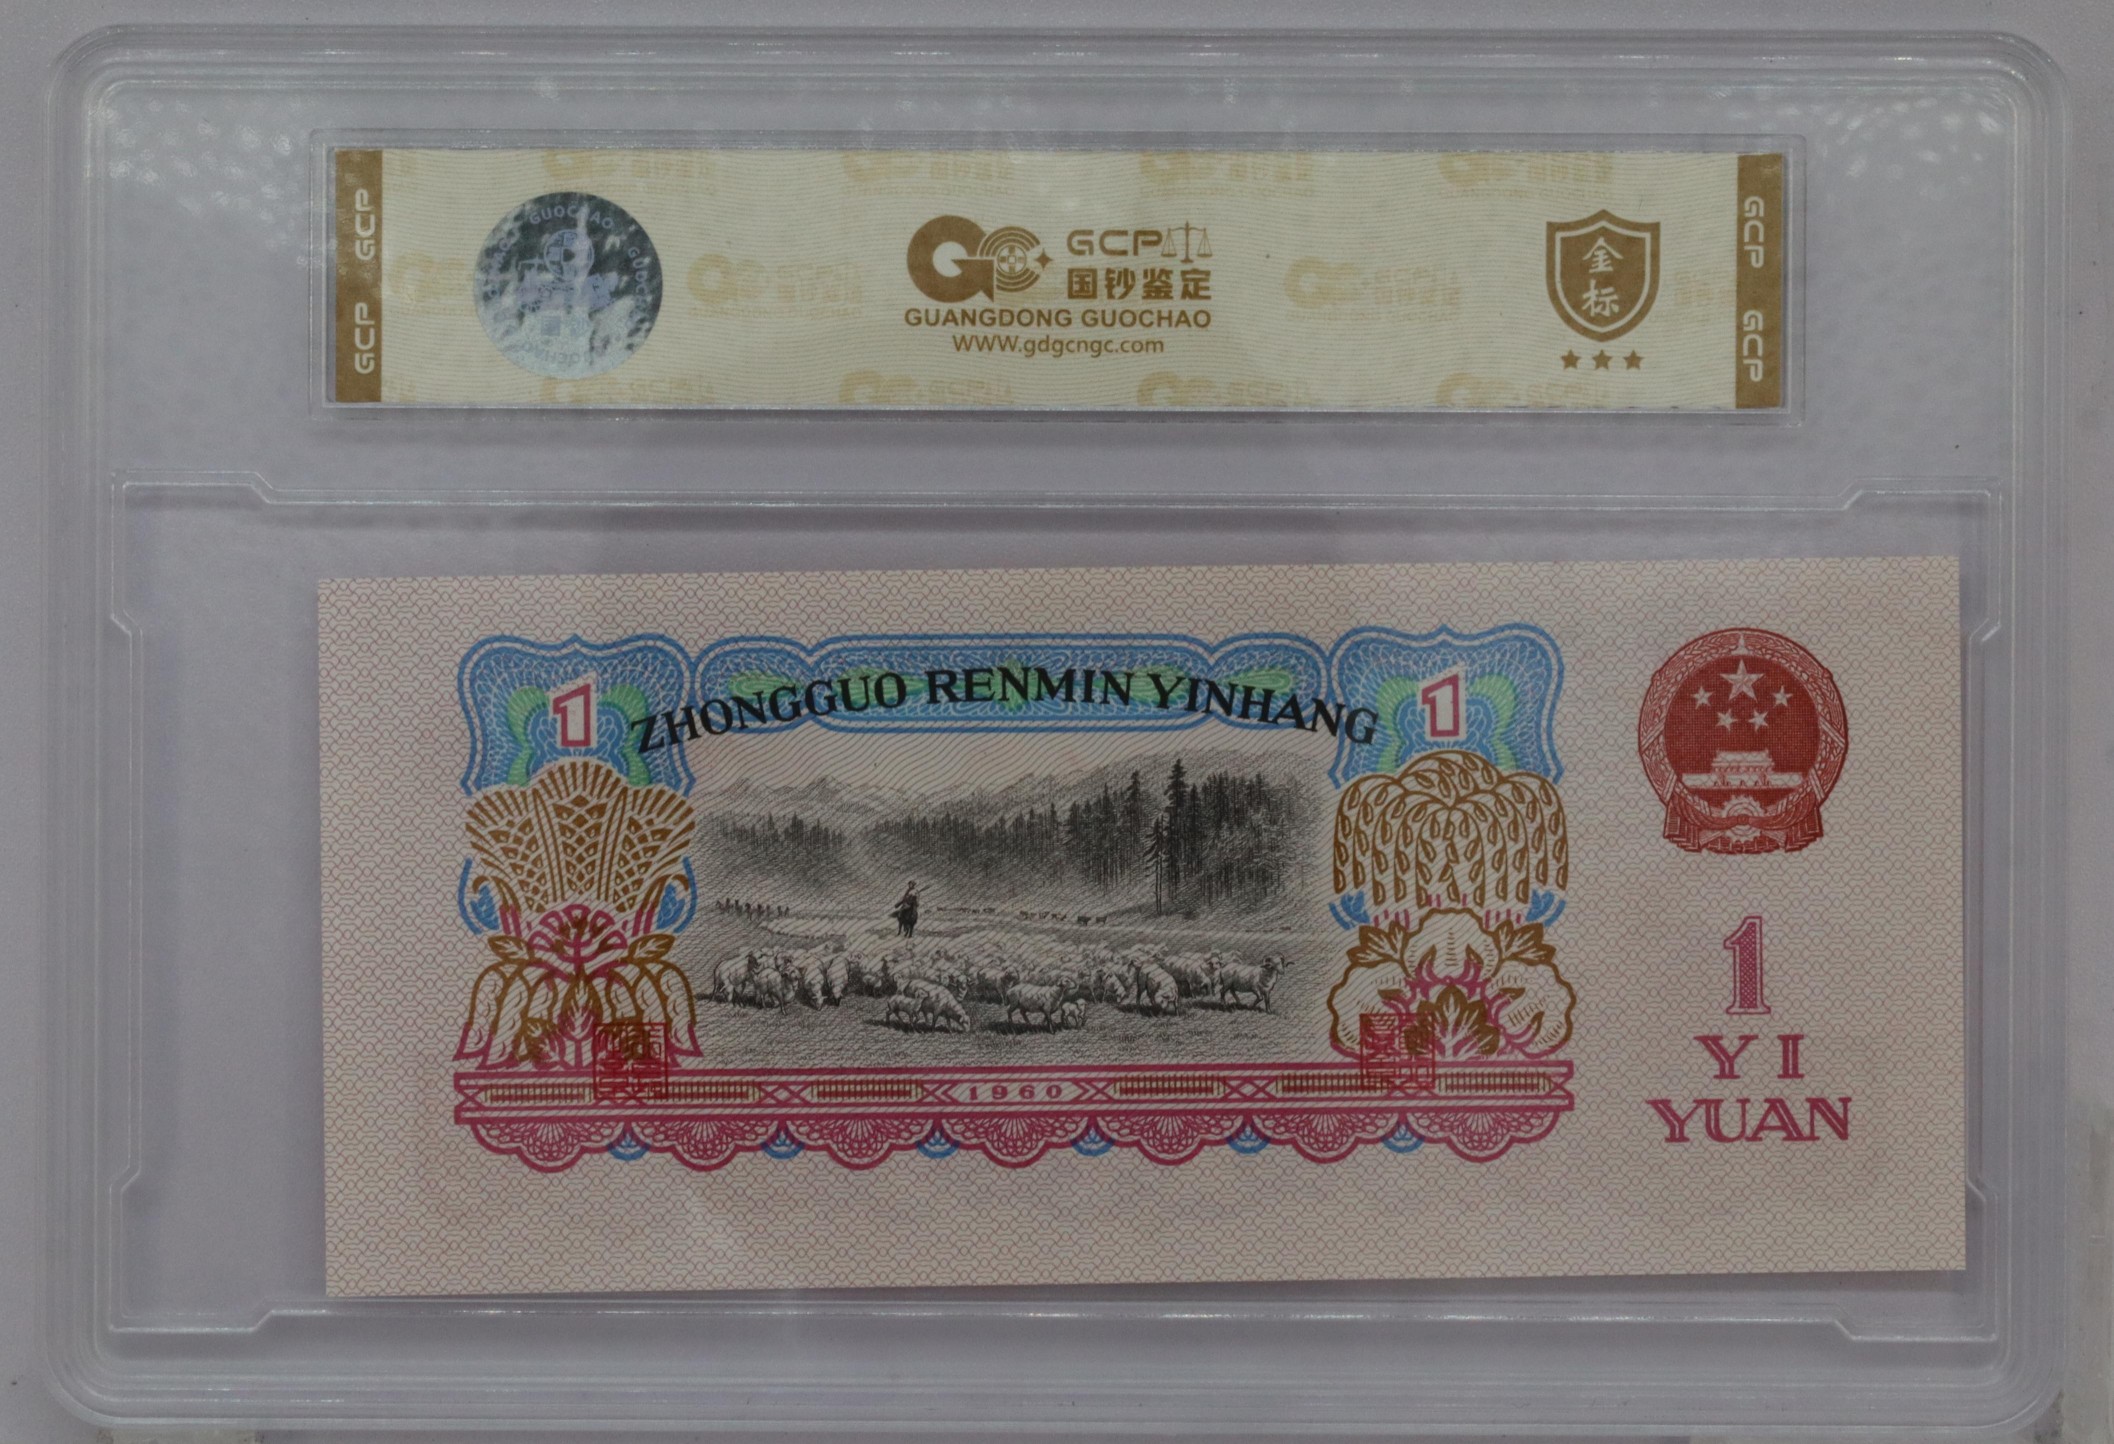 GCP GCP
GUOCHAO
GCP
国钞鉴定
GUANGDONG GUOCHAO
www.gdgcngc.com
金标
GCP GCP
ZHONGGUO RENMIN YINHANG
1
1
1960
1
YI
YUAN